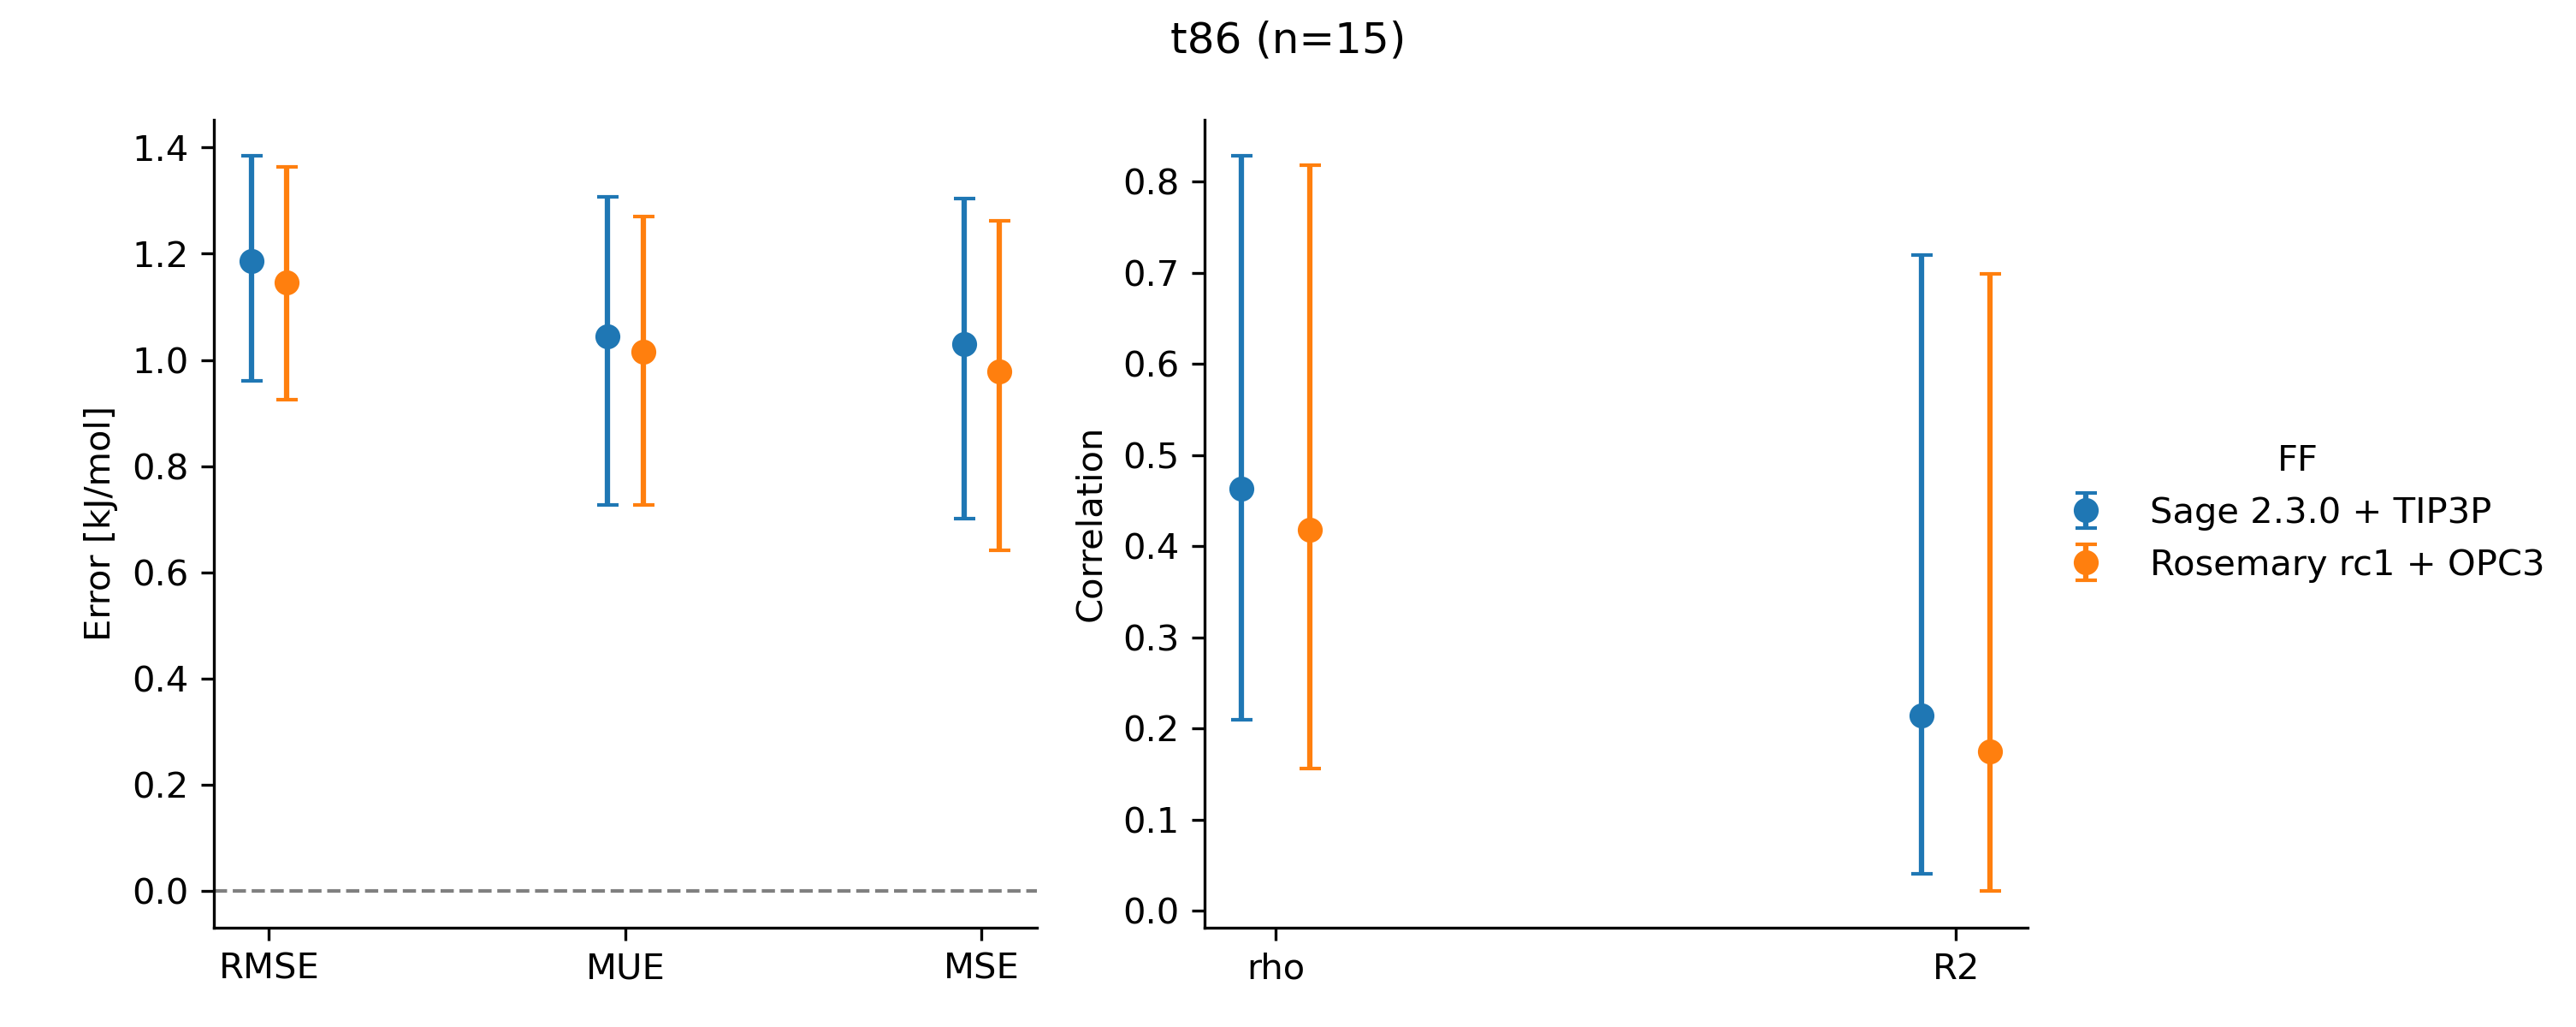 t86 (n=15)
Error [kJ/mol]
1.4
1.2
1.0
0.8
0.6
0.4
0.2
0.0
RMSE
MUE
MSE
Correlation
0.8
0.7
0.6
0.5
0.4
0.3
0.2
0.1
0.0
rho
R2
FF
Sage 2.3.0 + TIP3P
Rosemary rc1 + OPC3